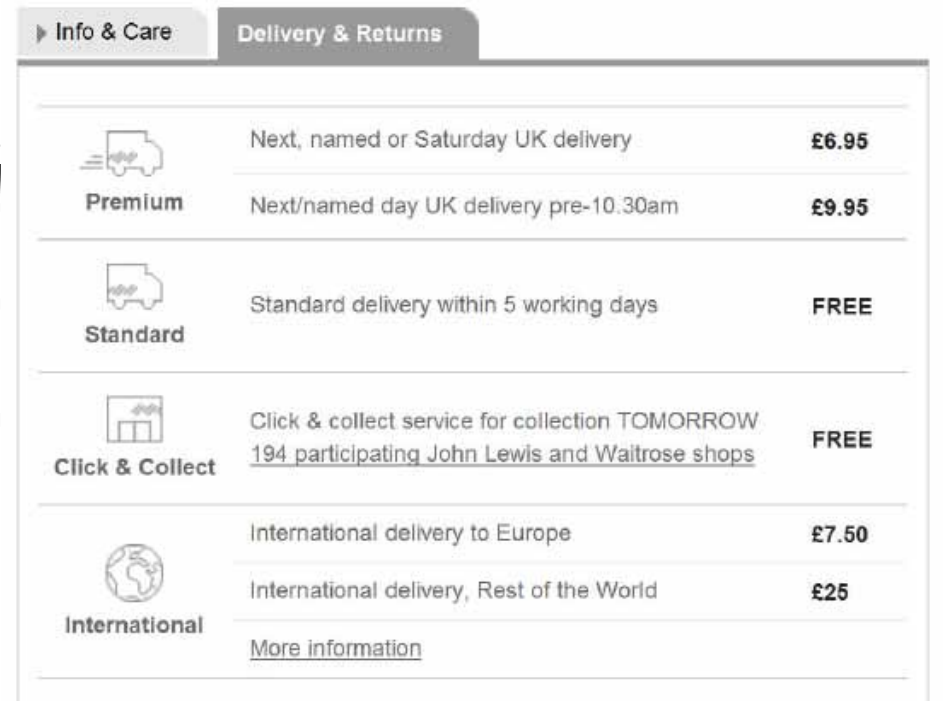 Info & Care
Delivery & Returns
Premium
Next, named or Saturday UK delivery £6.95
Next/named day UK delivery pre-10.30am £9.95
Standard
Standard delivery within 5 working days FREE
Click & Collect
Click & collect service for collection TOMORROW
194 participating John Lewis and Waitrose shops
FREE
International
International delivery to Europe £7.50
International delivery, Rest of the World £25
More information